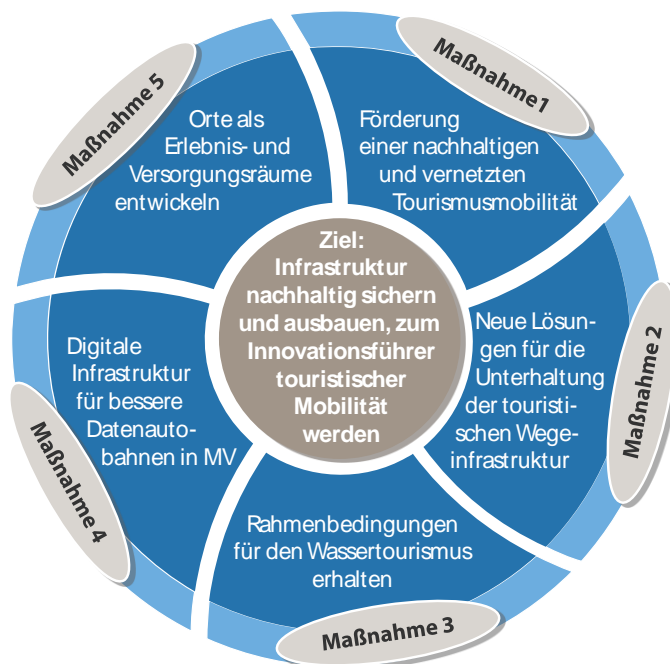 Ziel:
Infrastruktur
nachhaltig sichern
und ausbauen, zum
Innovationsführer
touristischer
Mobilität
werden
Maßnahme 1
Förderung
einer nachhaltigen
und vernetzten
Tourismusmobilität
Maßnahme 2
Neue Lösun-
gen für die
Unterhaltung
der touristi-
schen Wege-
infrastruktur
Maßnahme 3
Rahmenbedingungen
für den Wassertourismus
erhalten
Maßnahme 4
Digitale
Infrastruktur
für bessere
Datenauto-
bahnen in MV
Maßnahme 5
Orte als
Erlebnis- und
Versorgungsräume
entwickeln